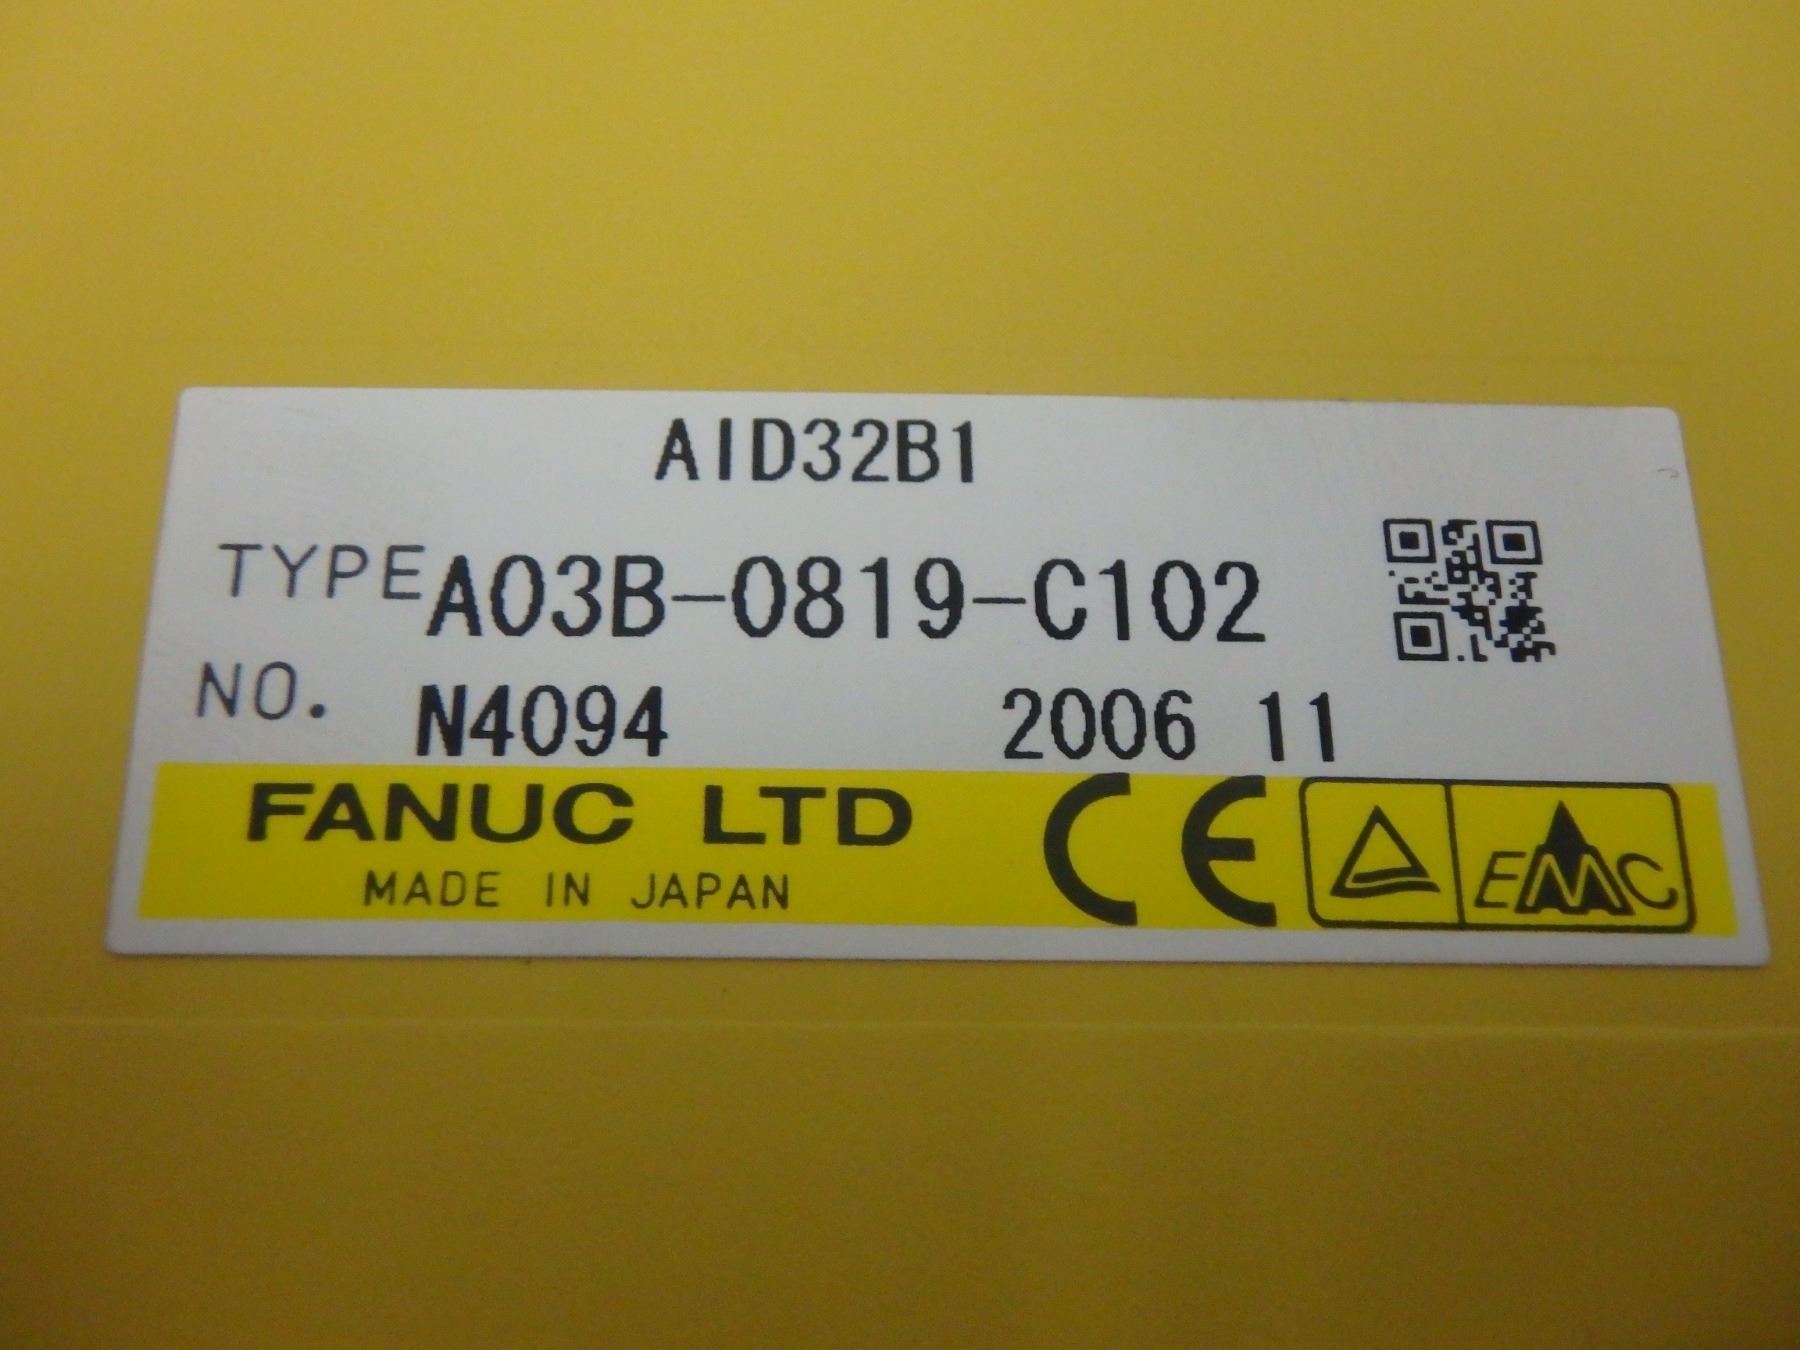 AID32B1
TYPE A03B-0819-C102
NO. N4094 2006 11
FANUC LTD CE EMC
MADE IN JAPAN